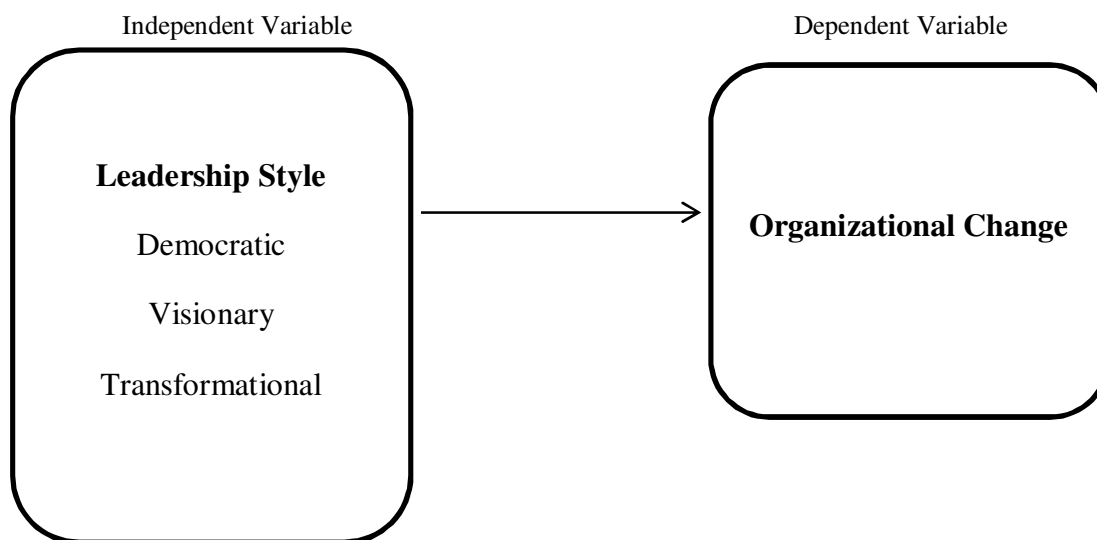 Independent Variable
Dependent Variable
Leadership Style
Democratic
Visionary
Transformational
Organizational Change